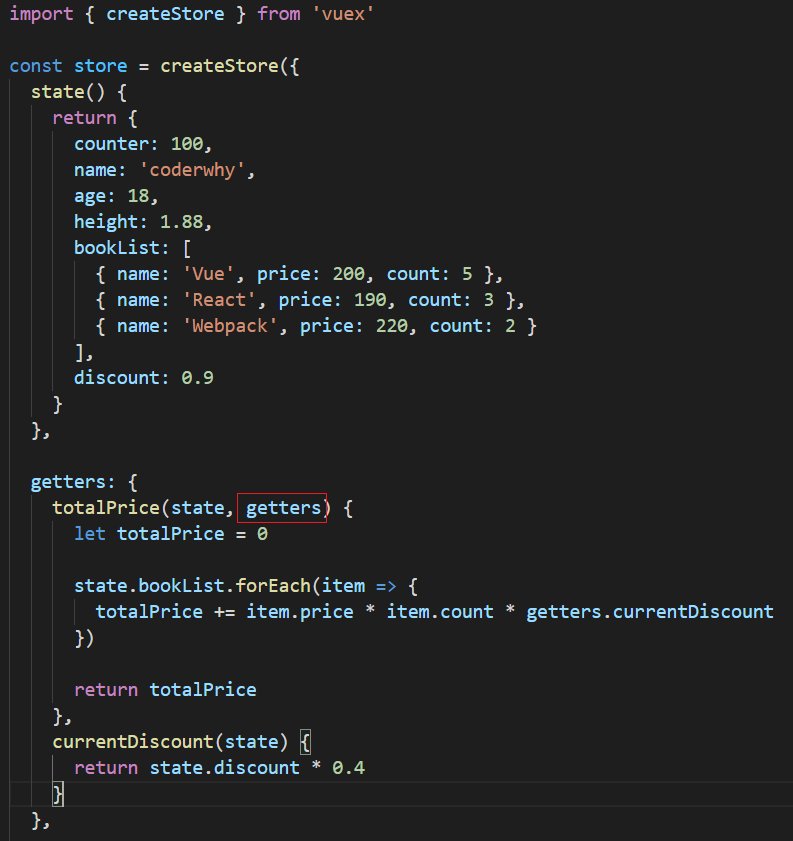 import { createStore } from 'vuex'
const store = createStore({
state() {
return {
counter: 100,
name: 'coderwhy',
age: 18,
height: 1.88,
bookList: [
{ name: 'Vue', price: 200, count: 5 },
{ name: 'React', price: 190, count: 3 },
{ name: 'Webpack', price: 220, count: 2 }
],
discount: 0.9
}
},
getters: {
totalPrice(state, getters) {
let totalPrice = 0
state.bookList.forEach(item => {
totalPrice += item.price * item.count * getters.currentDiscount
})
return totalPrice
},
currentDiscount(state) {
return state.discount * 0.4
}
},